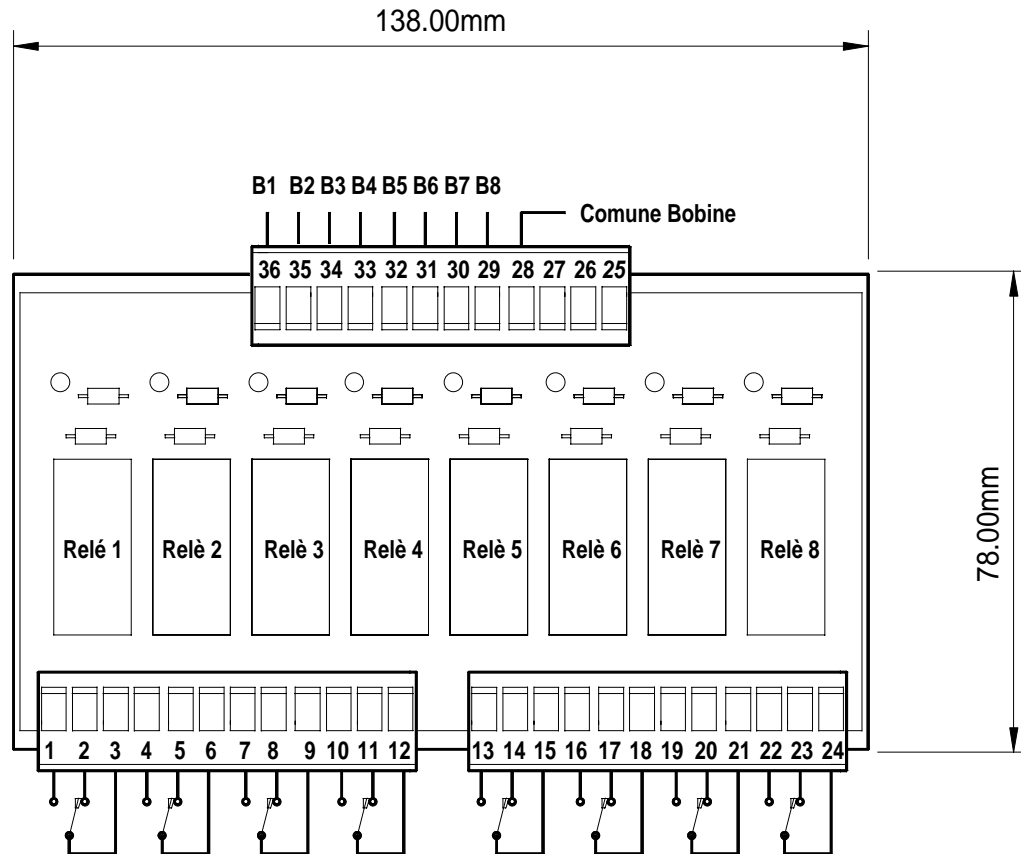 138.00mm
B1 B2 B3 B4 B5 B6 B7 B8
Comune Bobine
36 35 34 33 32 31 30 29 28 27 26 25
78.00mm
Relé 1 Relè 2 Relè 3 Relè 4 Relè 5 Relè 6 Relè 7 Relè 8
1 2 3 4 5 6 7 8 9 10 11 12 13 14 15 16 17 18 19 20 21 22 23 24